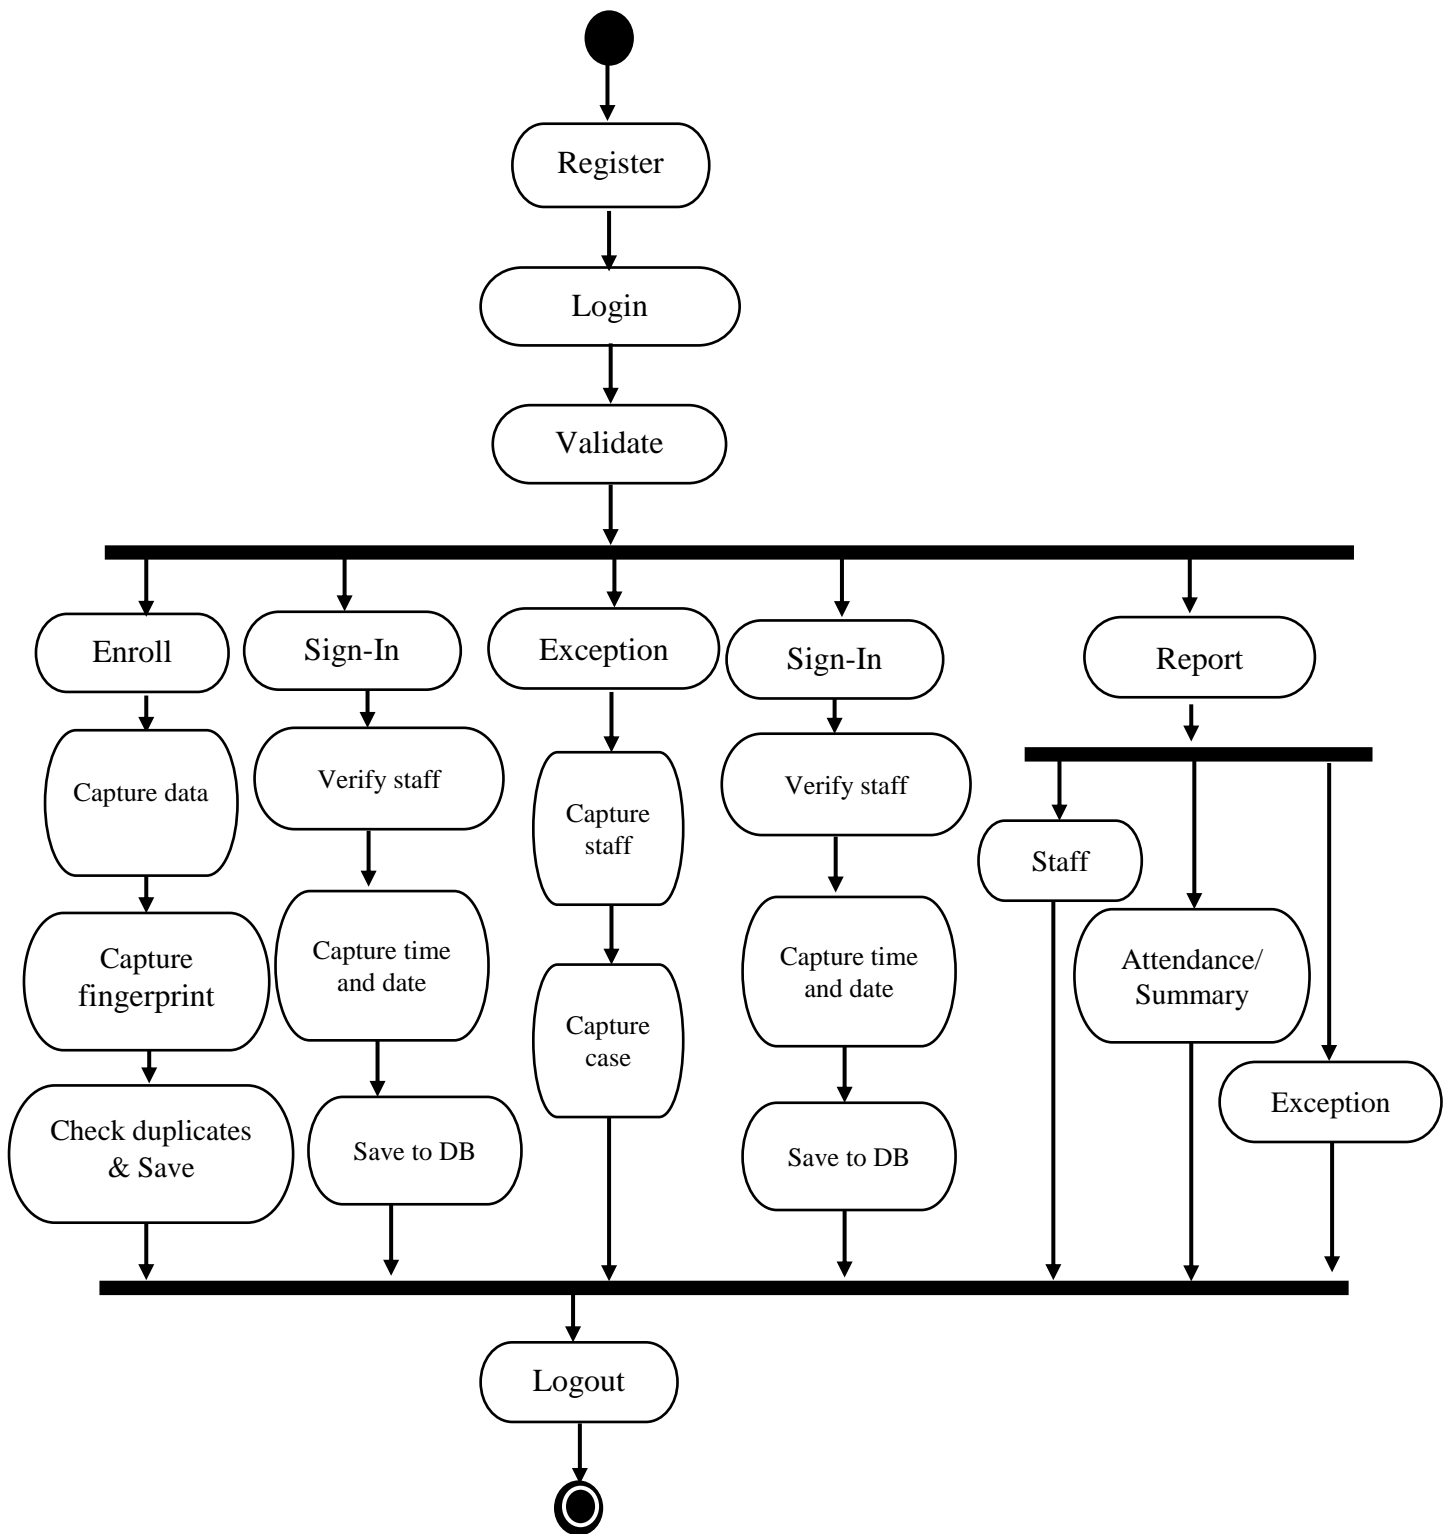 Register
Login
Validate
Enroll
Sign-In
Exception
Sign-In
Report
Capture data
Verify staff
Capture
staff
Verify staff
Staff
Capture
fingerprint
Capture time
and date
Capture
case
Capture time
and date
Attendance/
Summary
Exception
Check duplicates
& Save
Save to DB
Save to DB
Logout